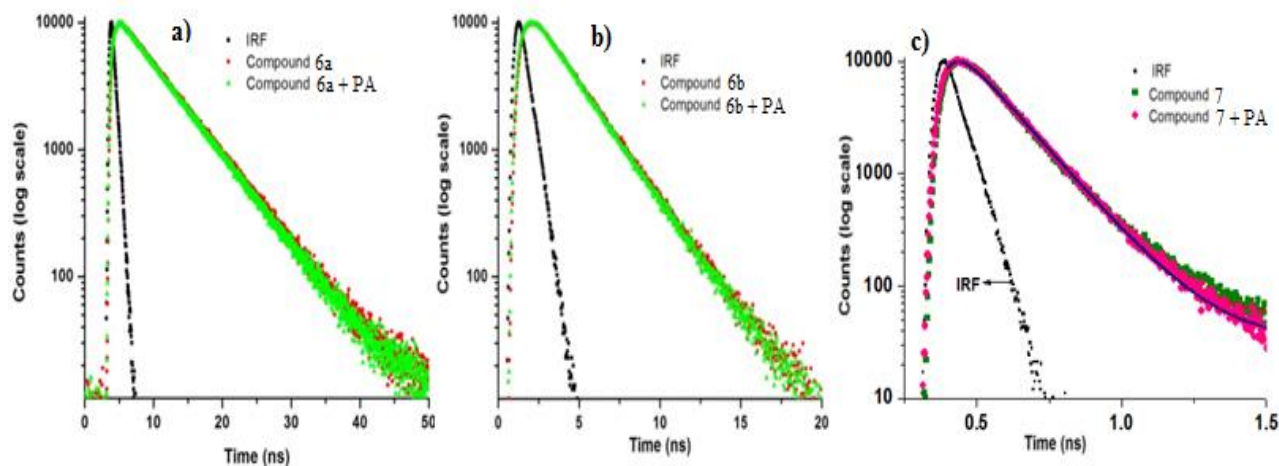 a)
IRF
Compound 6a
Compound 6a + PA
10000
1000
100
Counts (log scale)
0 10 20 30 40 50
Time (ns)
b)
IRF
Compound 6b
Compound 6b + PA
10000
1000
100
Counts (log scale)
0 5 10 15 20
Time (ns)
c)
IRF
Compound 7
Compound 7 + PA
10000
1000
100
10
Counts (log scale)
IRF
0.5 1.0 1.5
Time (ns)